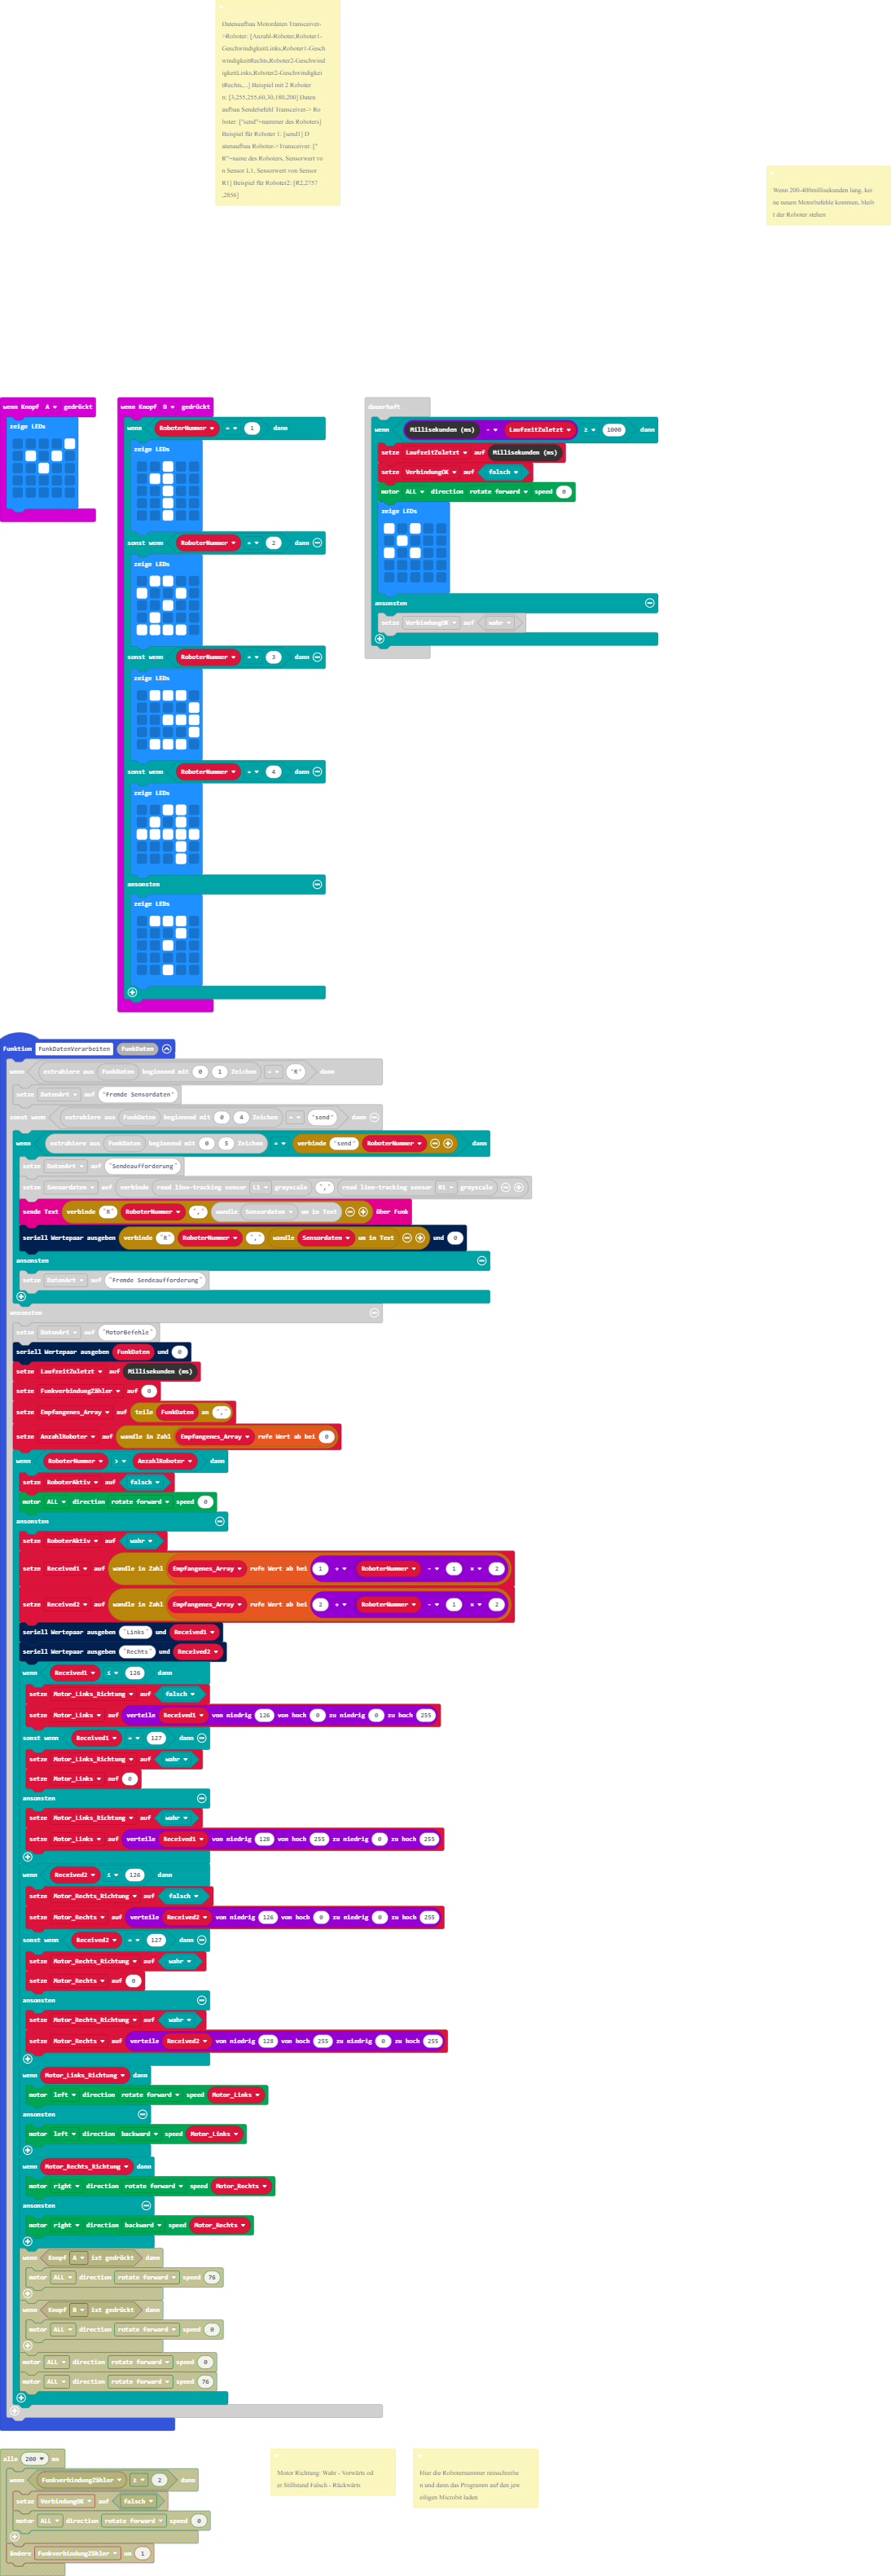 Datenaufbau Motordaten Transceiver-
>Roboter: [Anzahl-Roboter,Roboter1-
GeschwindigkeitLinks,Roboter1-Gesch
windigkeitRechts,Roboter2-Geschwind
igkeitLinks,Roboter2-Geschwindigkei
tRechts,...] Beispiel mit 2 Roboter
n: [3,255,255,60,30,180,200] Daten
aufbau Sendebefehl Transceiver-> Ro
boter: ["send"+nummer des Roboters]
Beispiel für Roboter 1: [send1] D
atenaufbau Roboter->Transceiver: ["
R"+name des Roboters, Sensorwert vo
n Sensor L1, Sensorwert von Sensor
R1] Beispiel für Roboter2: [R2,2757
,2856]
Wenn 200-400millisekunden lang, kei
ne neuen Motorbefehle kommen, bleib
t der Roboter stehen
wenn Knopf A gedrückt
zeige LEDs
wenn Knopf B gedrückt
wenn RoboterNummer = 1 dann
zeige LEDs
sonst wenn RoboterNummer = 2 dann
zeige LEDs
sonst wenn RoboterNummer = 3 dann
zeige LEDs
sonst wenn RoboterNummer = 4 dann
zeige LEDs
ansonsten
zeige LEDs
dauerhaft
wenn Millisekunden (ms) - LaufzeitZuletzt ≥ 1000 dann
setze LaufzeitZuletzt auf Millisekunden (ms)
setze VerbindungOK auf falsch
motor ALL direction rotate forward speed 0
zeige LEDs
ansonsten
setze VerbindungOK auf wahr
Funktion FunkDatenVerarbeiten FunkDaten
wenn extrahiere aus FunkDaten beginnend mit 0 1 Zeichen = "R" dann
setze DatenArt auf "Fremde Sensordaten"
sonst wenn extrahiere aus FunkDaten beginnend mit 0 4 Zeichen = "send" dann
wenn extrahiere aus FunkDaten beginnend mit 0 5 Zeichen = verbinde "send" RoboterNummer dann
setze DatenArt auf "Sendeaufforderung"
setze Sensordaten auf verbinde read line-tracking sensor L1 grayscale "," read line-tracking sensor R1 grayscale
sende Text verbinde "R" RoboterNummer "," wandle Sensordaten um in Text über Funk
seriell Wertepaar ausgeben verbinde "R" RoboterNummer "," wandle Sensordaten um in Text und 0
ansonsten
setze DatenArt auf "Fremde Sendeaufforderung"
ansonsten
setze DatenArt auf "MotorBefehle"
seriell Wertepaar ausgeben FunkDaten und 0
setze LaufzeitZuletzt auf Millisekunden (ms)
setze FunkverbindungZähler auf 0
setze Empfangenes_Array auf teile FunkDaten an ","
setze AnzahlRoboter auf wandle in Zahl Empfangenes_Array rufe Wert ab bei 0
wenn RoboterNummer > AnzahlRoboter dann
setze RoboterAktiv auf falsch
motor ALL direction rotate forward speed 0
ansonsten
setze RoboterAktiv auf wahr
setze Received1 auf wandle in Zahl Empfangenes_Array rufe Wert ab bei 1 + RoboterNummer - 1 × 2
setze Received2 auf wandle in Zahl Empfangenes_Array rufe Wert ab bei 2 + RoboterNummer - 1 × 2
seriell Wertepaar ausgeben "Links" und Received1
seriell Wertepaar ausgeben "Rechts" und Received2
wenn Received1 ≤ 126 dann
setze Motor_Links_Richtung auf falsch
setze Motor_Links auf verteile Received1 von niedrig 126 von hoch 0 zu niedrig 0 zu hoch 255
sonst wenn Received1 = 127 dann
setze Motor_Links_Richtung auf wahr
setze Motor_Links auf 0
ansonsten
setze Motor_Links_Richtung auf wahr
setze Motor_Links auf verteile Received1 von niedrig 128 von hoch 255 zu niedrig 0 zu hoch 255
wenn Received2 ≤ 126 dann
setze Motor_Rechts_Richtung auf falsch
setze Motor_Rechts auf verteile Received2 von niedrig 126 von hoch 0 zu niedrig 0 zu hoch 255
sonst wenn Received2 = 127 dann
setze Motor_Rechts_Richtung auf wahr
setze Motor_Rechts auf 0
ansonsten
setze Motor_Rechts_Richtung auf wahr
setze Motor_Rechts auf verteile Received2 von niedrig 128 von hoch 255 zu niedrig 0 zu hoch 255
wenn Motor_Links_Richtung dann
motor left direction rotate forward speed Motor_Links
ansonsten
motor left direction backward speed Motor_Links
wenn Motor_Rechts_Richtung dann
motor right direction rotate forward speed Motor_Rechts
ansonsten
motor right direction backward speed Motor_Rechts
wenn Knopf A ist gedrückt dann
motor ALL direction rotate forward speed 76
wenn Knopf B ist gedrückt dann
motor ALL direction rotate forward speed 0
motor ALL direction rotate forward speed 0
motor ALL direction rotate forward speed 76
alle 200 ms
wenn FunkverbindungZähler ≥ 2 dann
setze VerbindungOK auf falsch
motor ALL direction rotate forward speed 0
ändere FunkverbindungZähler um 1
Motor Richtung: Wahr - Vorwärts od
er Stillstand Falsch - Rückwärts
Hier die Roboternummer reinschreibe
n und dann das Programm auf den jew
eiligen Microbit laden